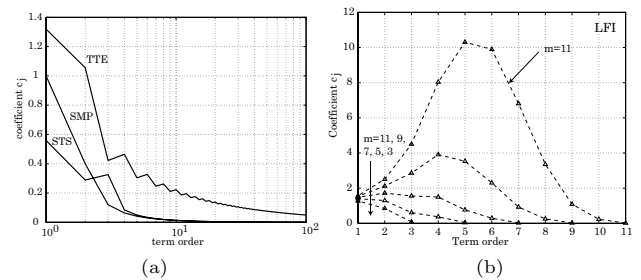 1.4
1.2
1
0.8
0.6
0.4
0.2
0
coefficient c_j
TTE
SMP
STS
10^0
10^1
10^2
term order
(a)
12
10
8
6
4
2
0
Coefficient c_j
LFI
m=11
m=11, 9,
7, 5, 3
1 2 3 4 5 6 7 8 9 10 11
Term order
(b)